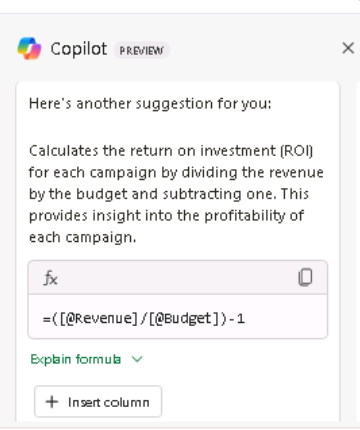 Copilot PREVIEW
Here's another suggestion for you:
Calculates the return on investment (ROI)
for each campaign by dividing the revenue
by the budget and subtracting one. This
provides insight into the profitability of
each campaign.
fx
=([@Revenue]/[@Budget])-1
Explain formula
+ Insert column